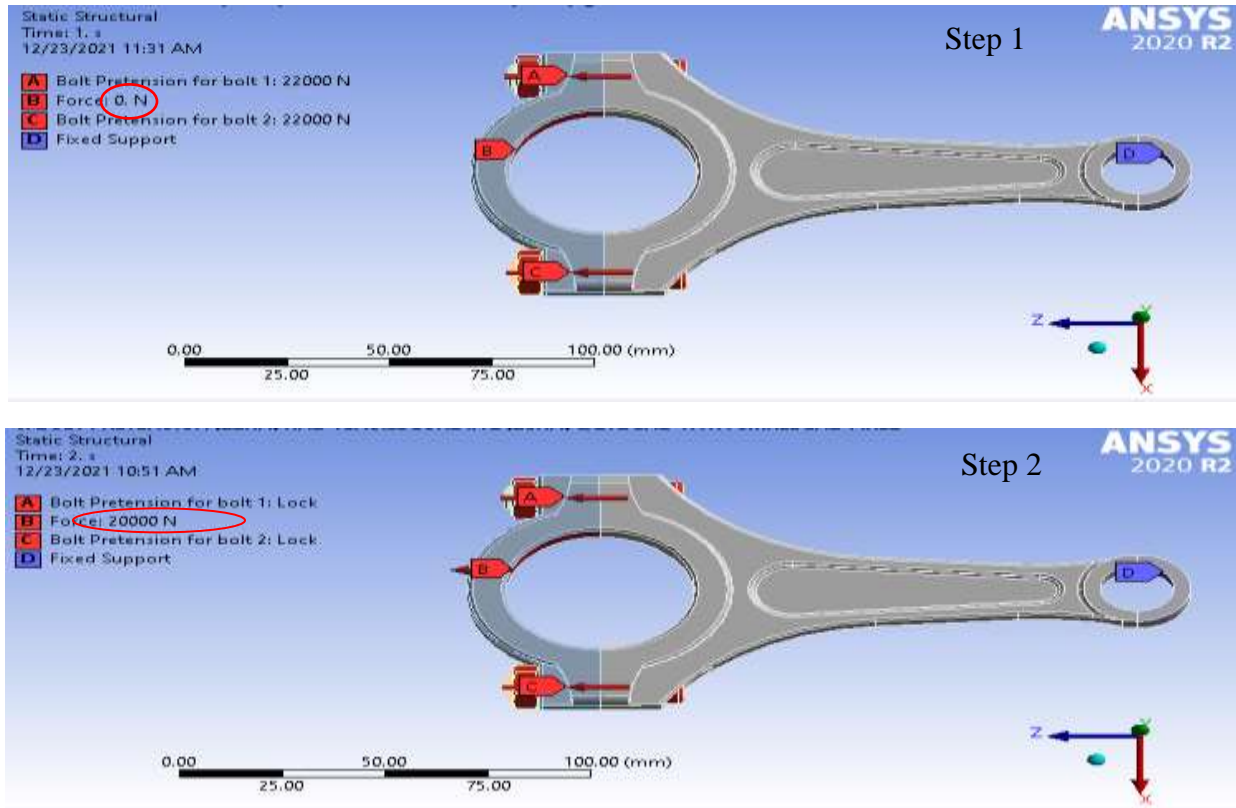 Static Structural
Time: 1. s
12/23/2021 11:31 AM
A Bolt Pretension for bolt 1: 22000 N
B Force: 0. N
C Bolt Pretension for bolt 2: 22000 N
D Fixed Support
Step 1
ANSYS
2020 R2
A
B
C
D
Z
Y
X
0.00 50.00 100.00 (mm)
25.00 75.00
Static Structural
Time: 2. s
12/23/2021 10:51 AM
A Bolt Pretension for bolt 1: Lock
B Force: 20000 N
C Bolt Pretension for bolt 2: Lock
D Fixed Support
Step 2
ANSYS
2020 R2
A
B
C
D
Z
Y
X
0.00 50.00 100.00 (mm)
25.00 75.00